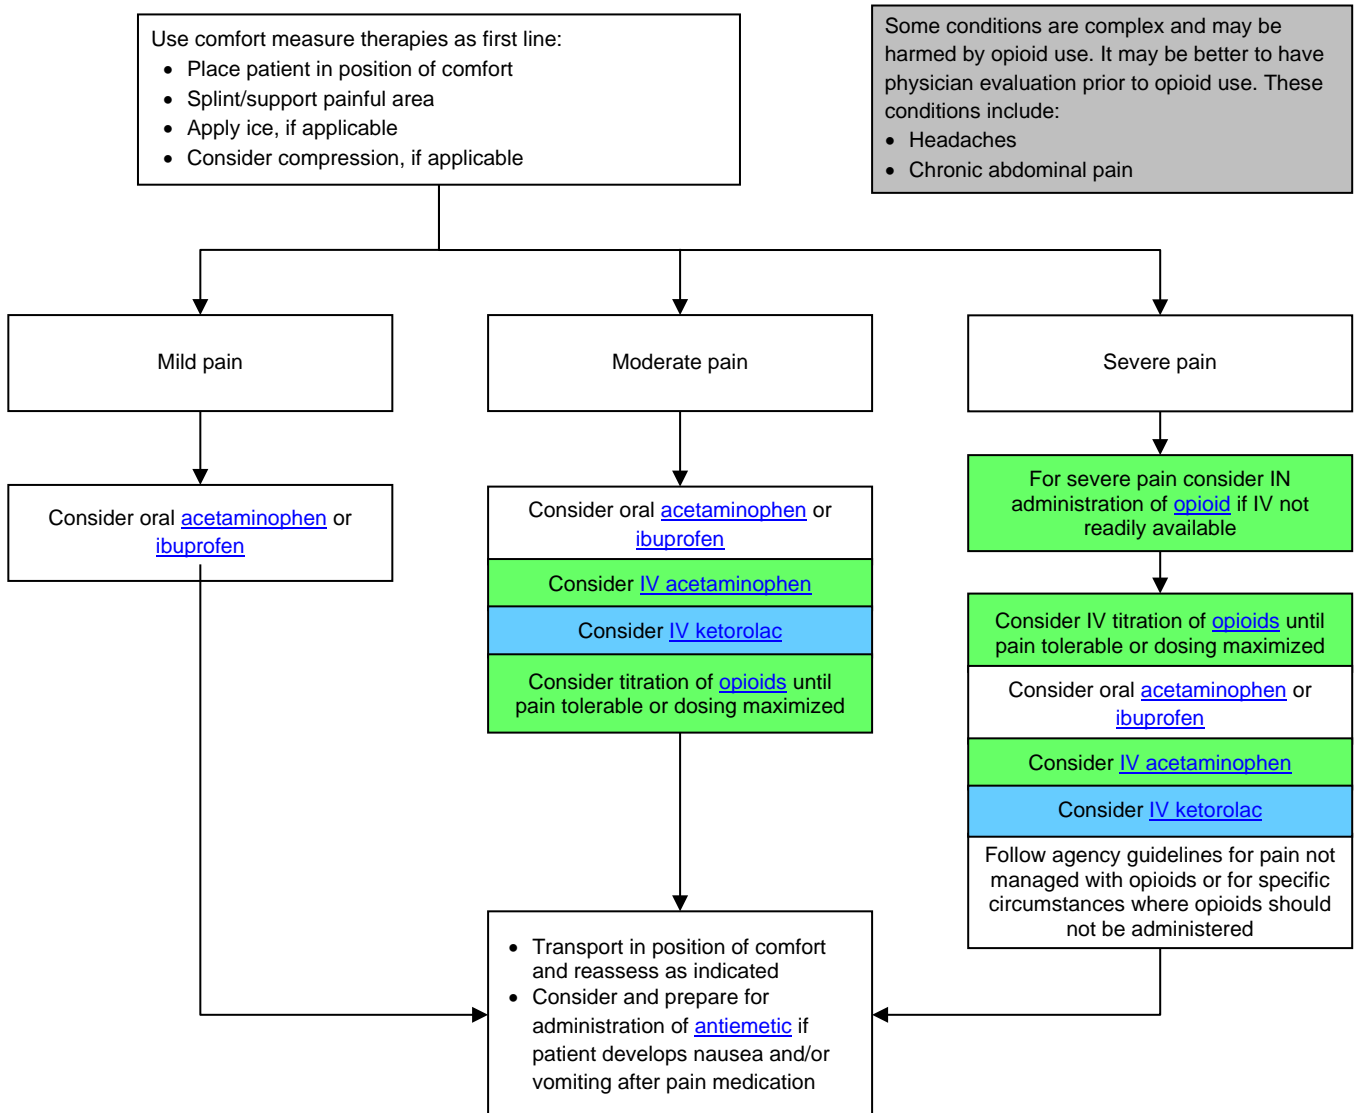 Use comfort measure therapies as first line:
• Place patient in position of comfort
• Splint/support painful area
• Apply ice, if applicable
• Consider compression, if applicable
Some conditions are complex and may be
harmed by opioid use. It may be better to have
physician evaluation prior to opioid use. These
conditions include:
• Headaches
• Chronic abdominal pain
Mild pain
Moderate pain
Severe pain
Consider oral acetaminophen or
ibuprofen
Consider oral acetaminophen or
ibuprofen
Consider IV acetaminophen
Consider IV ketorolac
Consider titration of opioids until
pain tolerable or dosing maximized
For severe pain consider IN
administration of opioid if IV not
readily available
Consider IV titration of opioids until
pain tolerable or dosing maximized
Consider oral acetaminophen or
ibuprofen
Consider IV acetaminophen
Consider IV ketorolac
Follow agency guidelines for pain not
managed with opioids or for specific
circumstances where opioids should
not be administered
• Transport in position of comfort
and reassess as indicated
• Consider and prepare for
administration of antiemetic if
patient develops nausea and/or
vomiting after pain medication